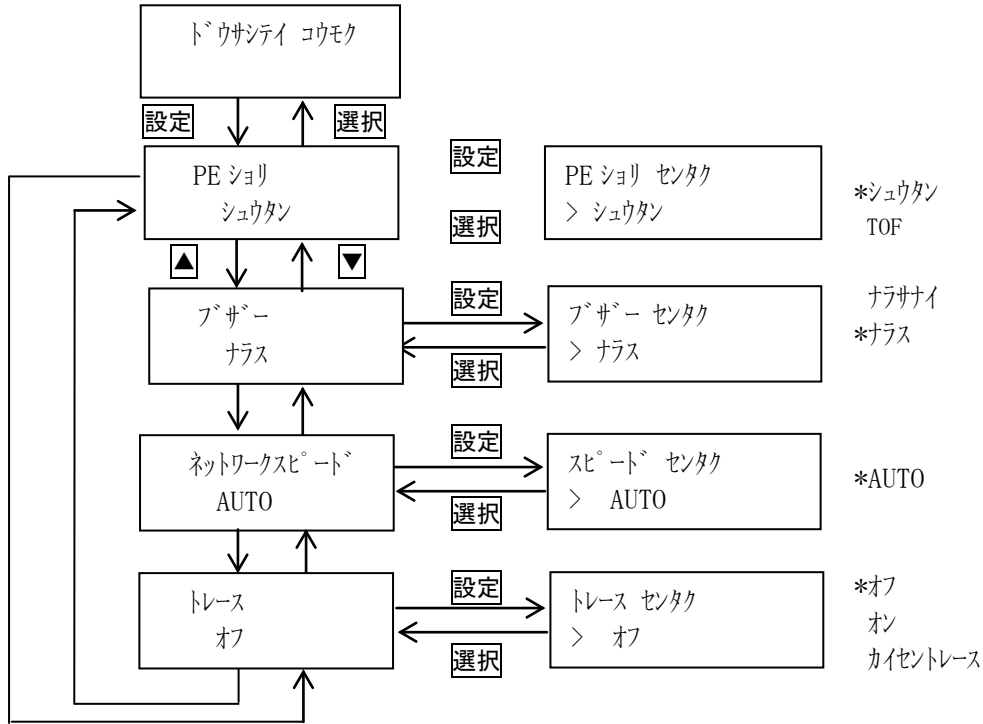 ドウサシテイ コウモク
設定
選択
PE ショリ
シュウタン
設定
選択
PE ショリ センタク
> シュウタン
*シュウタン
TOF
▲
▼
ブザー
ナラス
設定
選択
ブザー センタク
> ナラス
ナラサナイ
*ナラス
ネットワークスピード
AUTO
設定
選択
スピード センタク
> AUTO
*AUTO
トレース
オフ
設定
選択
トレース センタク
> オフ
*オフ
オン
カイセントレース